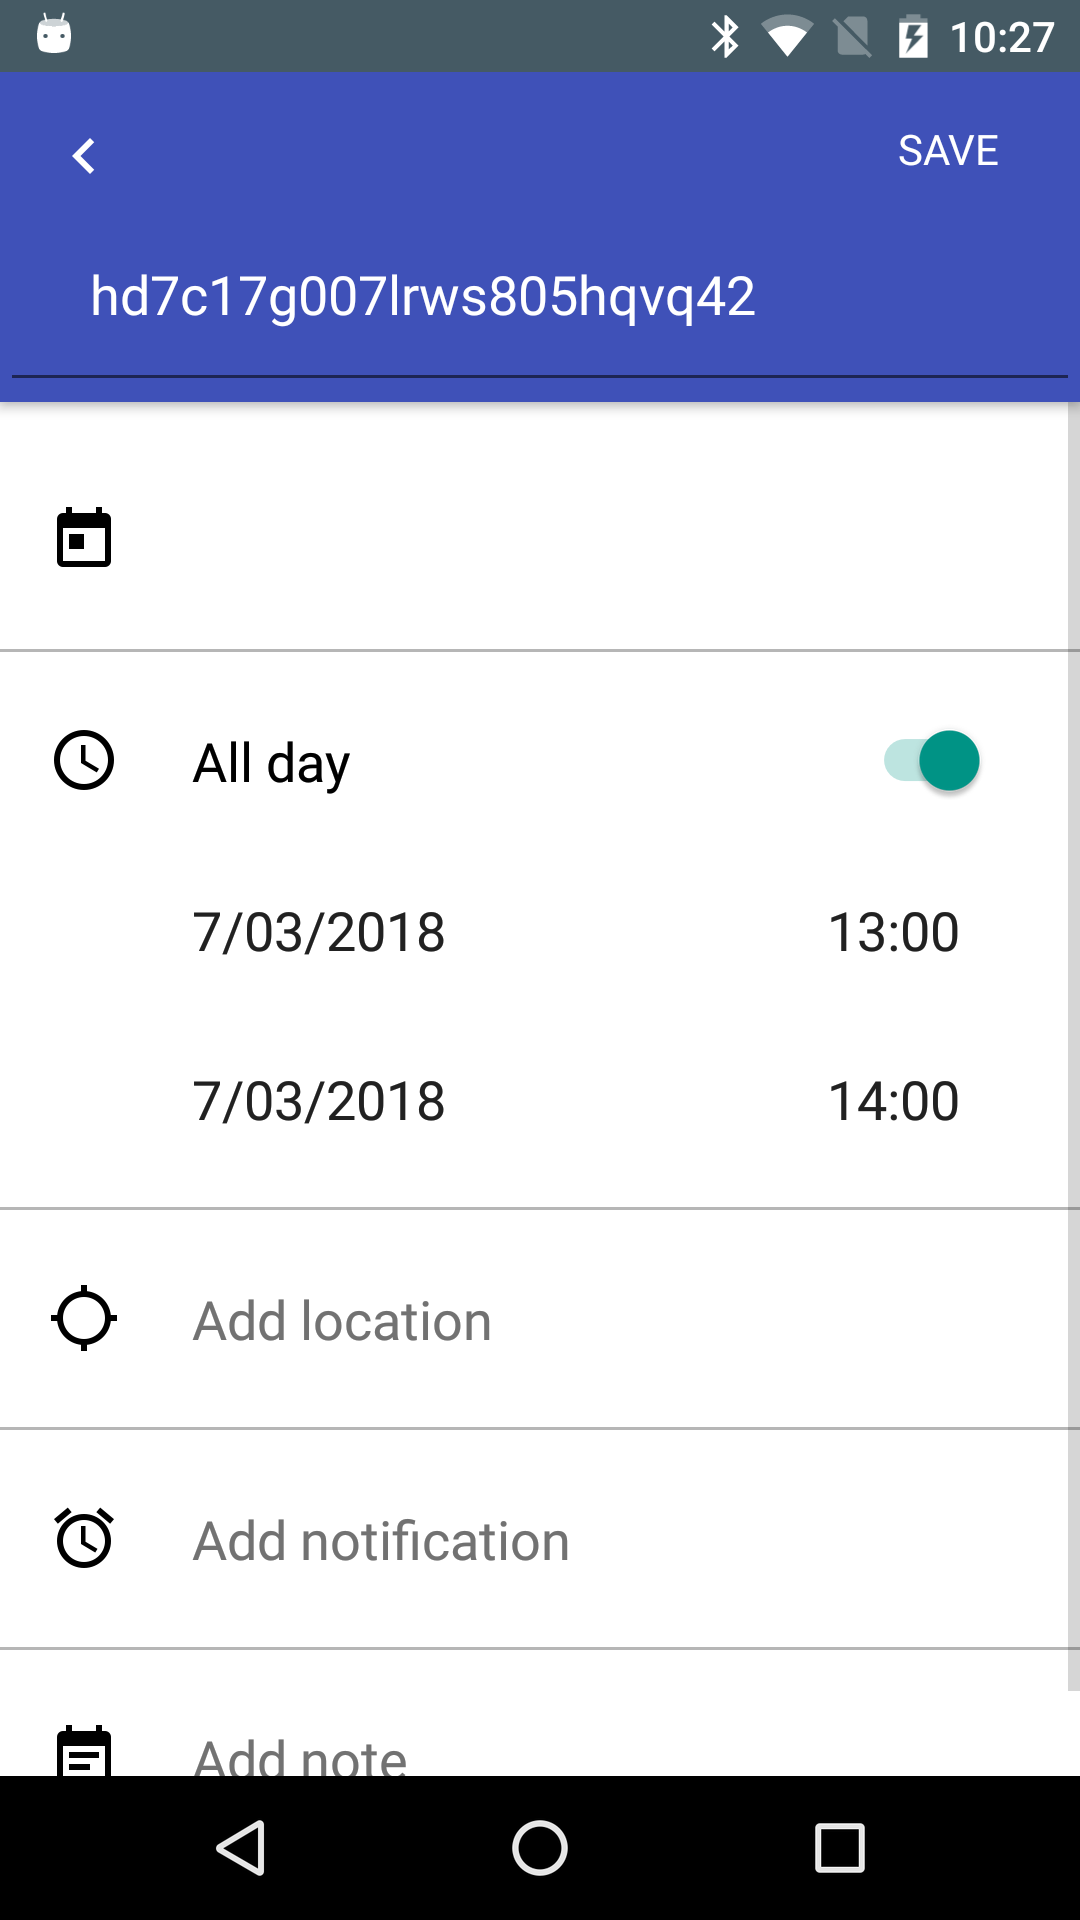 10:27
SAVE
hd7c17g007lrws805hqvq42
All day
7/03/2018 13:00
7/03/2018 14:00
Add location
Add notification
Add note